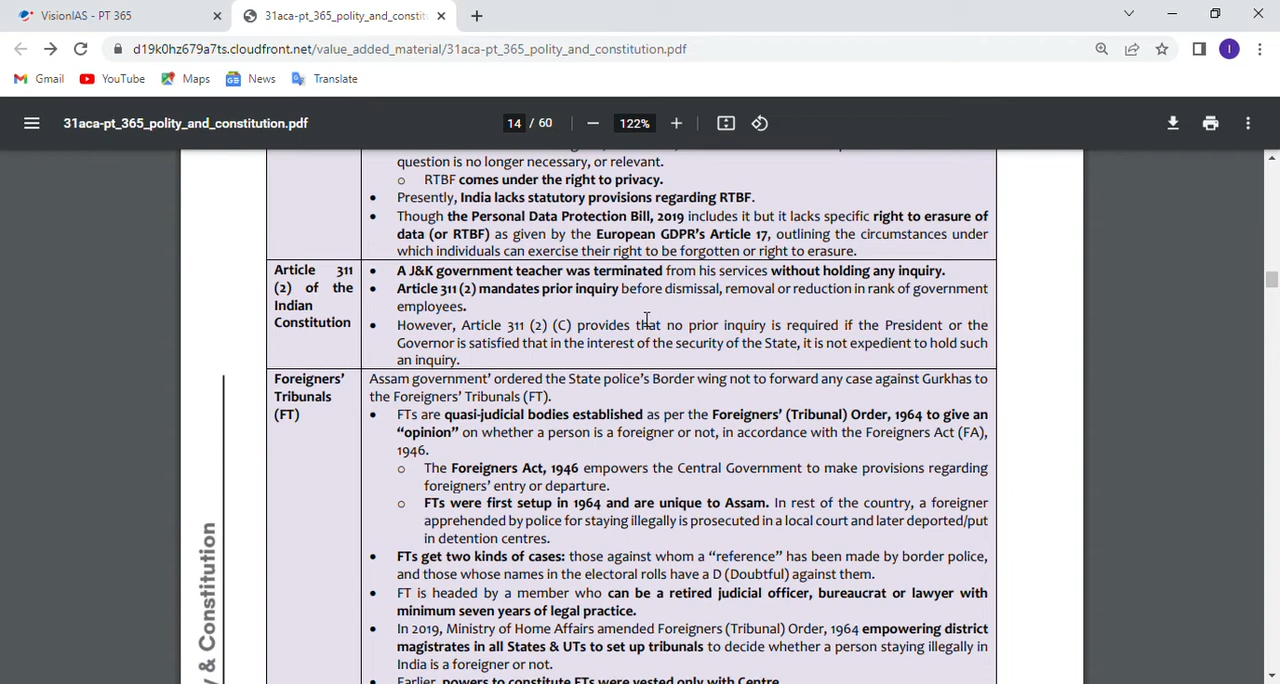 VisionIAS - PT 365
31aca-pt_365_polity_and_constit
d19k0hz679a7ts.cloudfront.net/value_added_material/31aca-pt_365_polity_and_constitution.pdf
I
Gmail
YouTube
Maps
News
Translate
31aca-pt_365_polity_and_constitution.pdf
14 / 60
122%
question is no longer necessary, or relevant.
o RTBF comes under the right to privacy.
• Presently, India lacks statutory provisions regarding RTBF.
• Though the Personal Data Protection Bill, 2019 includes it but it lacks specific right to erasure of
data (or RTBF) as given by the European GDPR's Article 17, outlining the circumstances under
which individuals can exercise their right to be forgotten or right to erasure.
Article 311
(2) of the
Indian
Constitution
• A J&K government teacher was terminated from his services without holding any inquiry.
• Article 311 (2) mandates prior inquiry before dismissal, removal or reduction in rank of government
employees.
• However, Article 311 (2) (C) provides that no prior inquiry is required if the President or the
Governor is satisfied that in the interest of the security of the State, it is not expedient to hold such
an inquiry.
Foreigners'
Tribunals
(FT)
Assam government' ordered the State police's Border wing not to forward any case against Gurkhas to
the Foreigners' Tribunals (FT).
• FTs are quasi-judicial bodies established as per the Foreigners' (Tribunal) Order, 1964 to give an
"opinion" on whether a person is a foreigner or not, in accordance with the Foreigners Act (FA),
1946.
o The Foreigners Act, 1946 empowers the Central Government to make provisions regarding
foreigners' entry or departure.
o FTs were first setup in 1964 and are unique to Assam. In rest of the country, a foreigner
apprehended by police for staying illegally is prosecuted in a local court and later deported/put
in detention centres.
• FTs get two kinds of cases: those against whom a "reference" has been made by border police,
and those whose names in the electoral rolls have a D (Doubtful) against them.
• FT is headed by a member who can be a retired judicial officer, bureaucrat or lawyer with
minimum seven years of legal practice.
• In 2019, Ministry of Home Affairs amended Foreigners (Tribunal) Order, 1964 empowering district
magistrates in all States & UTs to set up tribunals to decide whether a person staying illegally in
India is a foreigner or not.
• Earlier, powers to constitute FTs were vested only with Centre.
y & Constitution